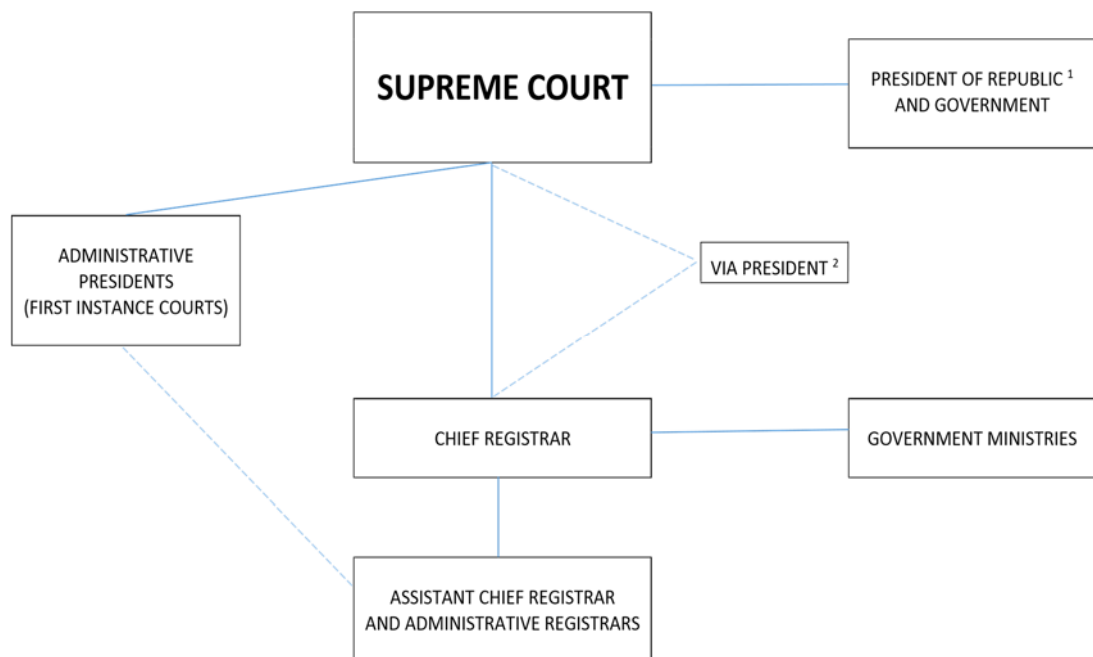 SUPREME COURT
PRESIDENT OF REPUBLIC ¹
AND GOVERNMENT
ADMINISTRATIVE
PRESIDENTS
(FIRST INSTANCE COURTS)
VIA PRESIDENT ²
CHIEF REGISTRAR
GOVERNMENT MINISTRIES
ASSISTANT CHIEF REGISTRAR
AND ADMINISTRATIVE REGISTRARS